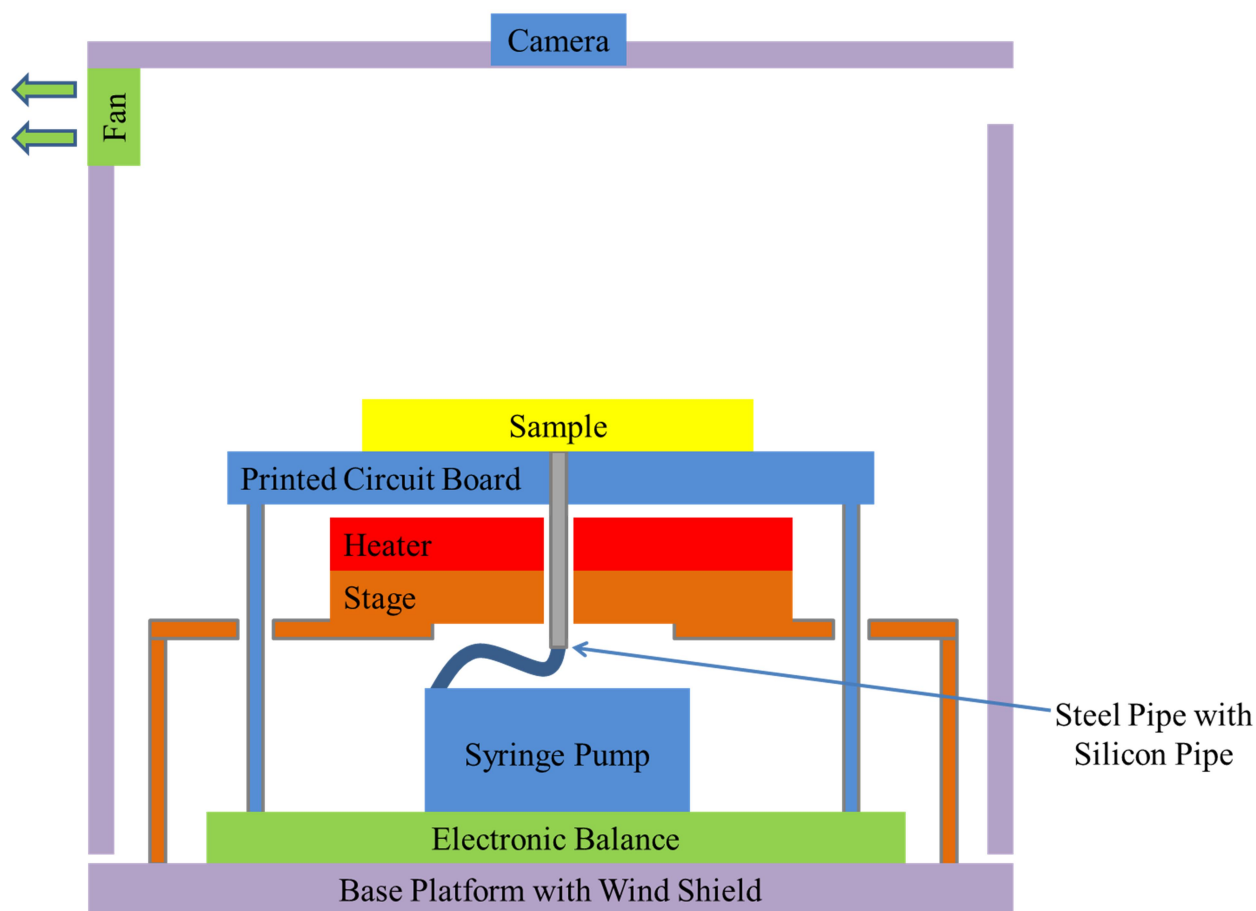 Camera
Fan
Sample
Printed Circuit Board
Heater
Stage
Steel Pipe with
Silicon Pipe
Syringe Pump
Electronic Balance
Base Platform with Wind Shield